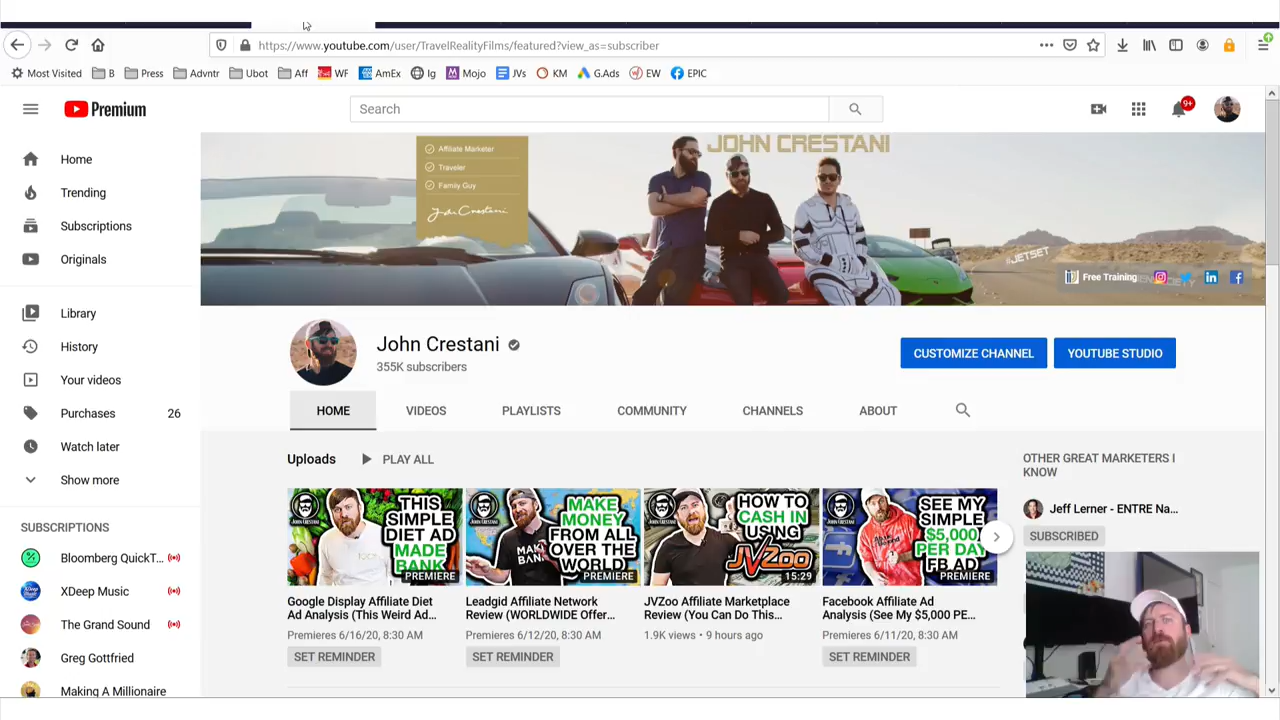 https://www.youtube.com/user/TravelRealityFilms/featured?view_as=subscriber
Most Visited B Press Advntr Ubot Aff WF AmEx Ig Mojo JVs KM G.Ads EW EPIC
Premium
Search
9+
Home
Trending
Subscriptions
Originals
Library
History
Your videos
Purchases 26
Watch later
Show more
SUBSCRIPTIONS
Bloomberg QuickT...
XDeep Music
The Grand Sound
Greg Gottfried
Making A Millionaire
JOHN CRESTANI
Affiliate Marketer
Traveler
Family Guy
John Crestani
#JETSET
Free Training
John Crestani
355K subscribers
CUSTOMIZE CHANNEL YOUTUBE STUDIO
HOME VIDEOS PLAYLISTS COMMUNITY CHANNELS ABOUT
Uploads PLAY ALL
THIS
SIMPLE
DIET AD
MADE
BANK
PREMIERE
Google Display Affiliate Diet
Ad Analysis (This Weird Ad...
Premieres 6/16/20, 8:30 AM
SET REMINDER
MAKE
MONEY
FROM ALL
OVER THE
WORLD
PREMIERE
Leadgid Affiliate Network
Review (WORLDWIDE Offer...
Premieres 6/12/20, 8:30 AM
SET REMINDER
HOW TO
CASH IN
USING
JVZoo
15:29
JVZoo Affiliate Marketplace
Review (You Can Do This...
1.9K views • 9 hours ago
SEE MY
SIMPLE
$5,000
PER DAY
FB AD
PREMIERE
Facebook Affiliate Ad
Analysis (See My $5,000 PE...
Premieres 6/11/20, 8:30 AM
SET REMINDER
OTHER GREAT MARKETERS I
KNOW
Jeff Lerner - ENTRE Na...
SUBSCRIBED